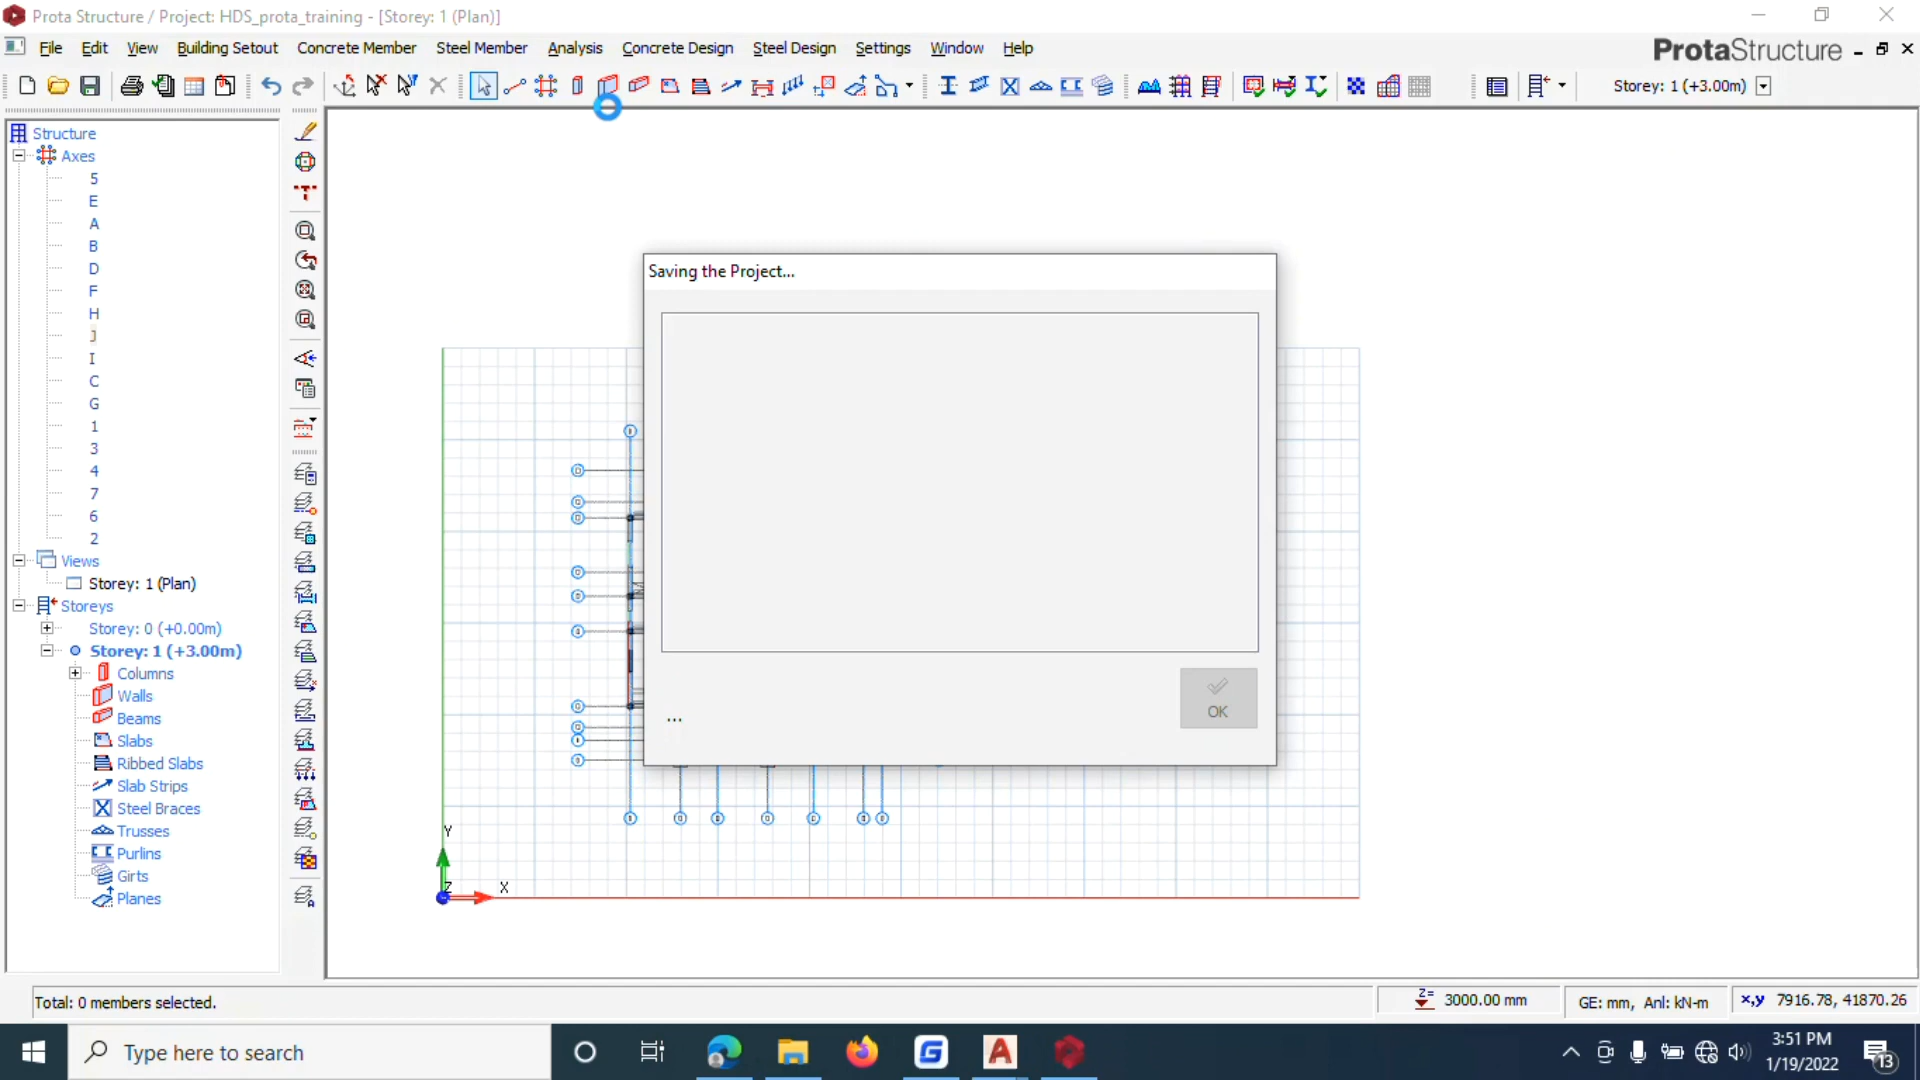 Prota Structure / Project: HDS_prota_training - [Storey: 1 (Plan)]
File Edit View Building Setout Concrete Member Steel Member Analysis Concrete Design Steel Design Settings Window Help
ProtaStructure
Storey: 1 (+3.00m)
Structure
Axes
5
E
A
B
D
F
H
J
I
C
G
1
3
4
7
6
2
Views
Storey: 1 (Plan)
Storeys
Storey: 0 (+0.00m)
Storey: 1 (+3.00m)
Columns
Walls
Beams
Slabs
Ribbed Slabs
Slab Strips
Steel Braces
Trusses
Purlins
Girts
Planes
Saving the Project...
...
OK
Y
Z
X
Total: 0 members selected.
Z= 3000.00 mm
GE: mm, Anl: kN-m
x,y 7916.78, 41870.26
Type here to search
3:51 PM
1/19/2022
13